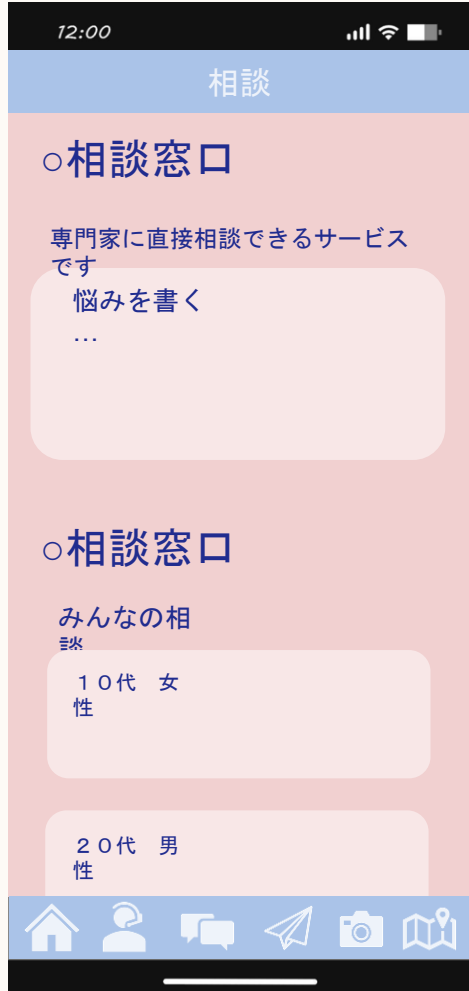 12:00
相談
○相談窓口
専門家に直接相談できるサービス
です
悩みを書く
…
○相談窓口
みんなの相
談
１０代　女
性
２０代　男
性